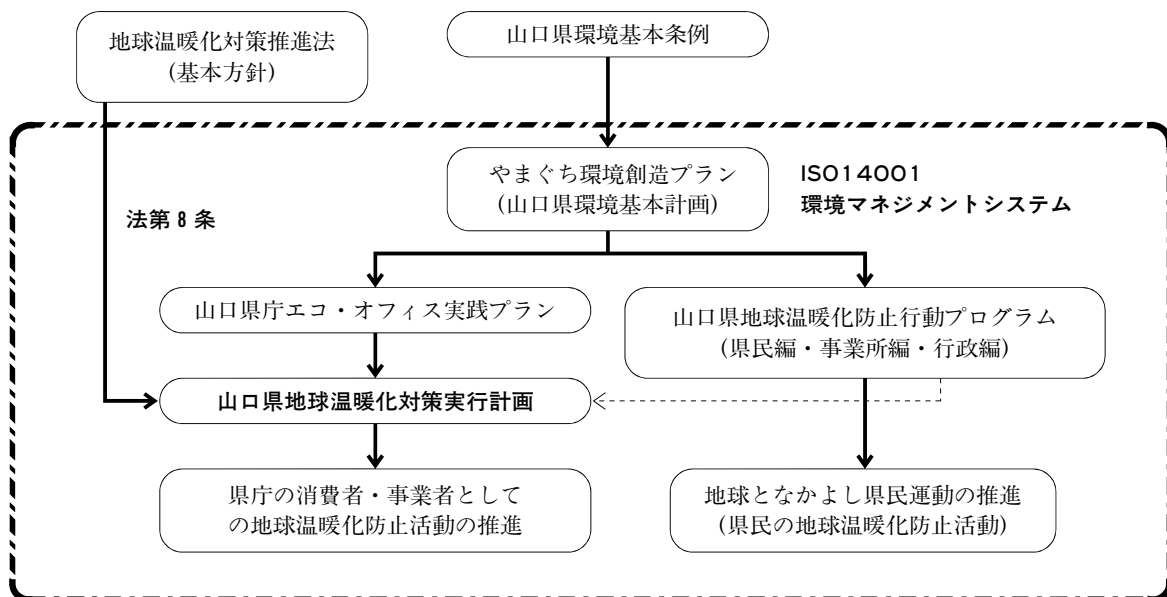 地球温暖化対策推進法
(基本方針)
山口県環境基本条例
やまぐち環境創造プラン
(山口県環境基本計画)
ISO14001
環境マネジメントシステム
法第8条
山口県庁エコ・オフィス実践プラン
山口県地球温暖化防止行動プログラム
(県民編・事業所編・行政編)
山口県地球温暖化対策実行計画
県庁の消費者・事業者として
の地球温暖化防止活動の推進
地球となかよし県民運動の推進
(県民の地球温暖化防止活動)